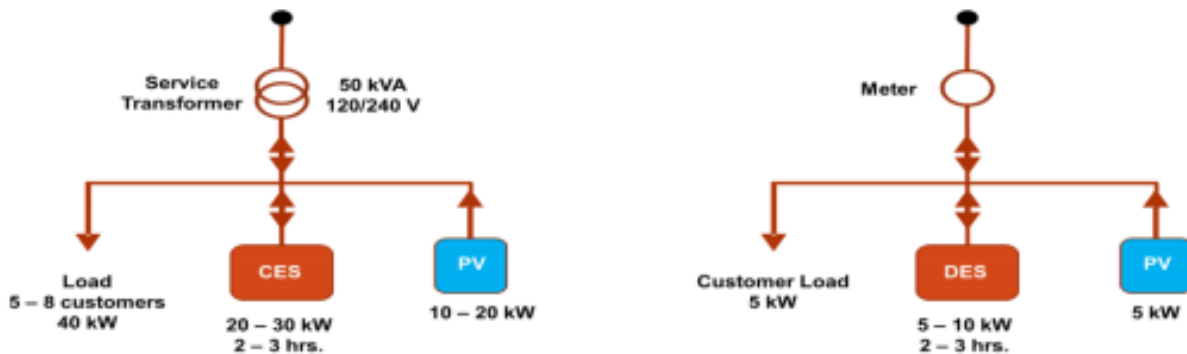 Service
Transformer
50 kVA
120/240 V
Load
5 – 8 customers
40 kW
CES
20 – 30 kW
2 – 3 hrs.
PV
10 – 20 kW
Meter
Customer Load
5 kW
DES
5 – 10 kW
2 – 3 hrs.
PV
5 kW